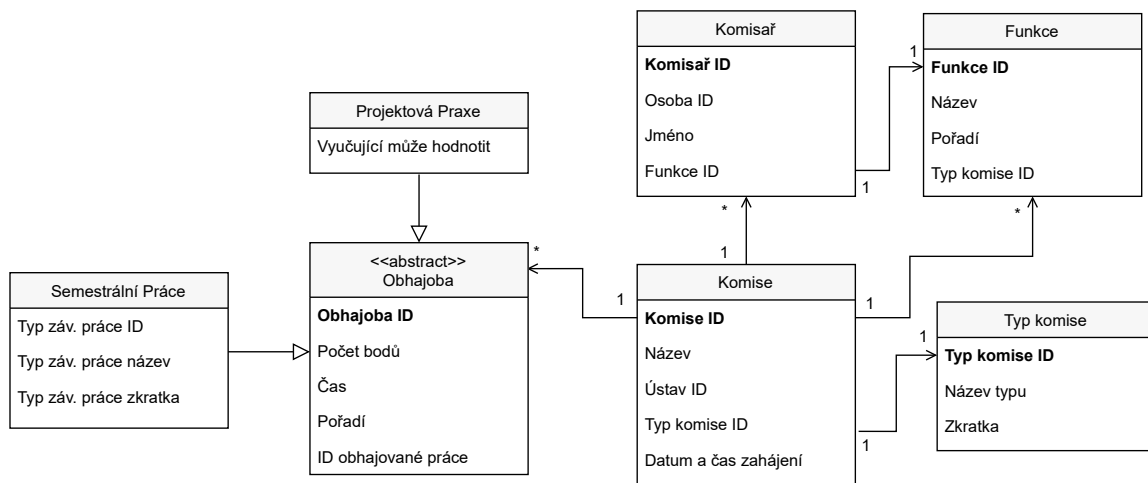 Komisař
Komisař ID
Osoba ID
Jméno
Funkce ID
Funkce
Funkce ID
Název
Pořadí
Typ komise ID
1
1
Projektová Praxe
Vyučující může hodnotit
<<abstract>>
Obhajoba
Obhajoba ID
Počet bodů
Čas
Pořadí
ID obhajované práce
Semestrální Práce
Typ záv. práce ID
Typ záv. práce název
Typ záv. práce zkratka
*
1
*
1
*
1
Komise
Komise ID
Název
Ústav ID
Typ komise ID
Datum a čas zahájení
1
1
Typ komise
Typ komise ID
Název typu
Zkratka